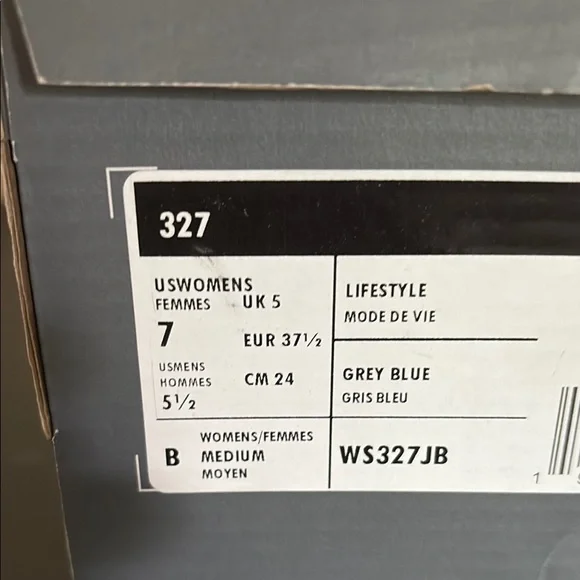 327
USWOMENS
FEMMES UK 5
7 EUR 37½
USMENS
HOMMES CM 24
5½
LIFESTYLE
MODE DE VIE
GREY BLUE
GRIS BLEU
B WOMENS/FEMMES
MEDIUM
MOYEN
WS327JB
1